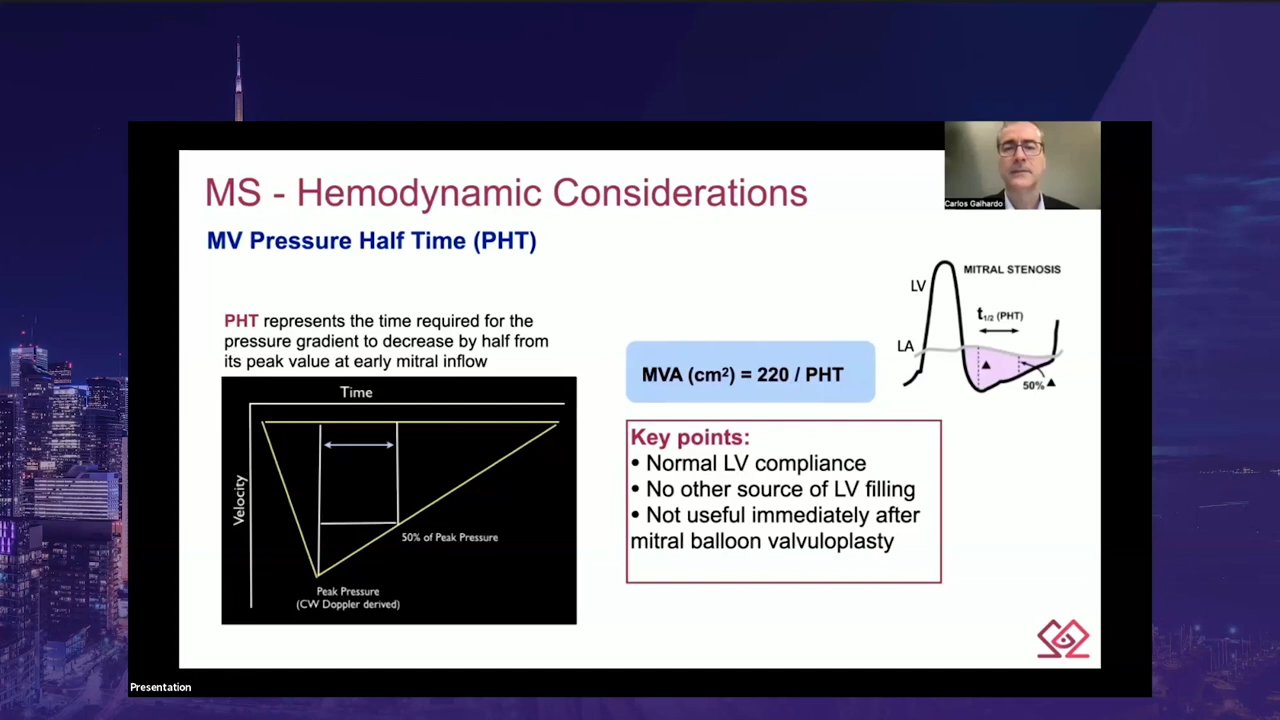 MS - Hemodynamic Considerations
Carlos Galhardo
MV Pressure Half Time (PHT)
PHT represents the time required for the
pressure gradient to decrease by half from
its peak value at early mitral inflow
Time
Velocity
50% of Peak Pressure
Peak Pressure
(CW Doppler derived)
MVA (cm²) = 220 / PHT
Key points:
• Normal LV compliance
• No other source of LV filling
• Not useful immediately after
mitral balloon valvuloplasty
MITRAL STENOSIS
LV
t1/2 (PHT)
LA
50% ▲
Presentation